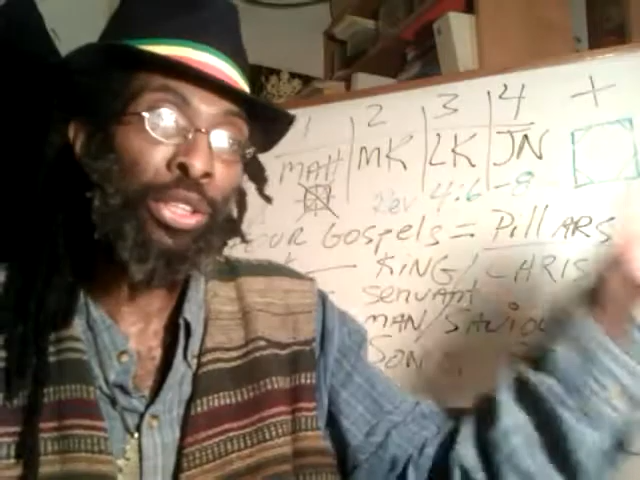 1 2 3 4 +
MATT MK LK JN
Rev 4:6-9
FOUR GOSPELS = PILLARS
KING / CHRIS
SERVANT
MAN/SAVIOU
SON